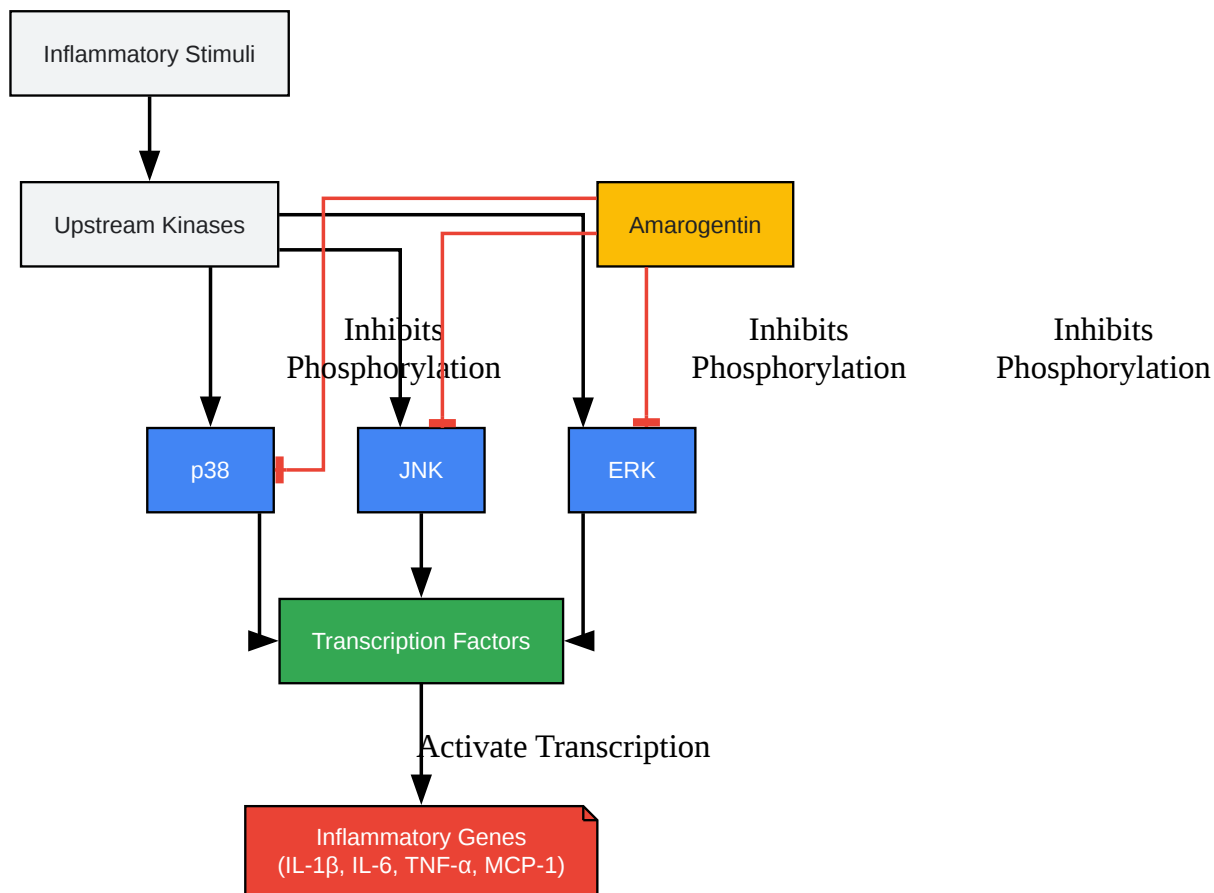 Inflammatory Stimuli
Upstream Kinases
Amarogentin
Inhibits
Phosphorylation
Inhibits
Phosphorylation
Inhibits
Phosphorylation
p38
JNK
ERK
Transcription Factors
Activate Transcription
Inflammatory Genes
(IL-1β, IL-6, TNF-α, MCP-1)